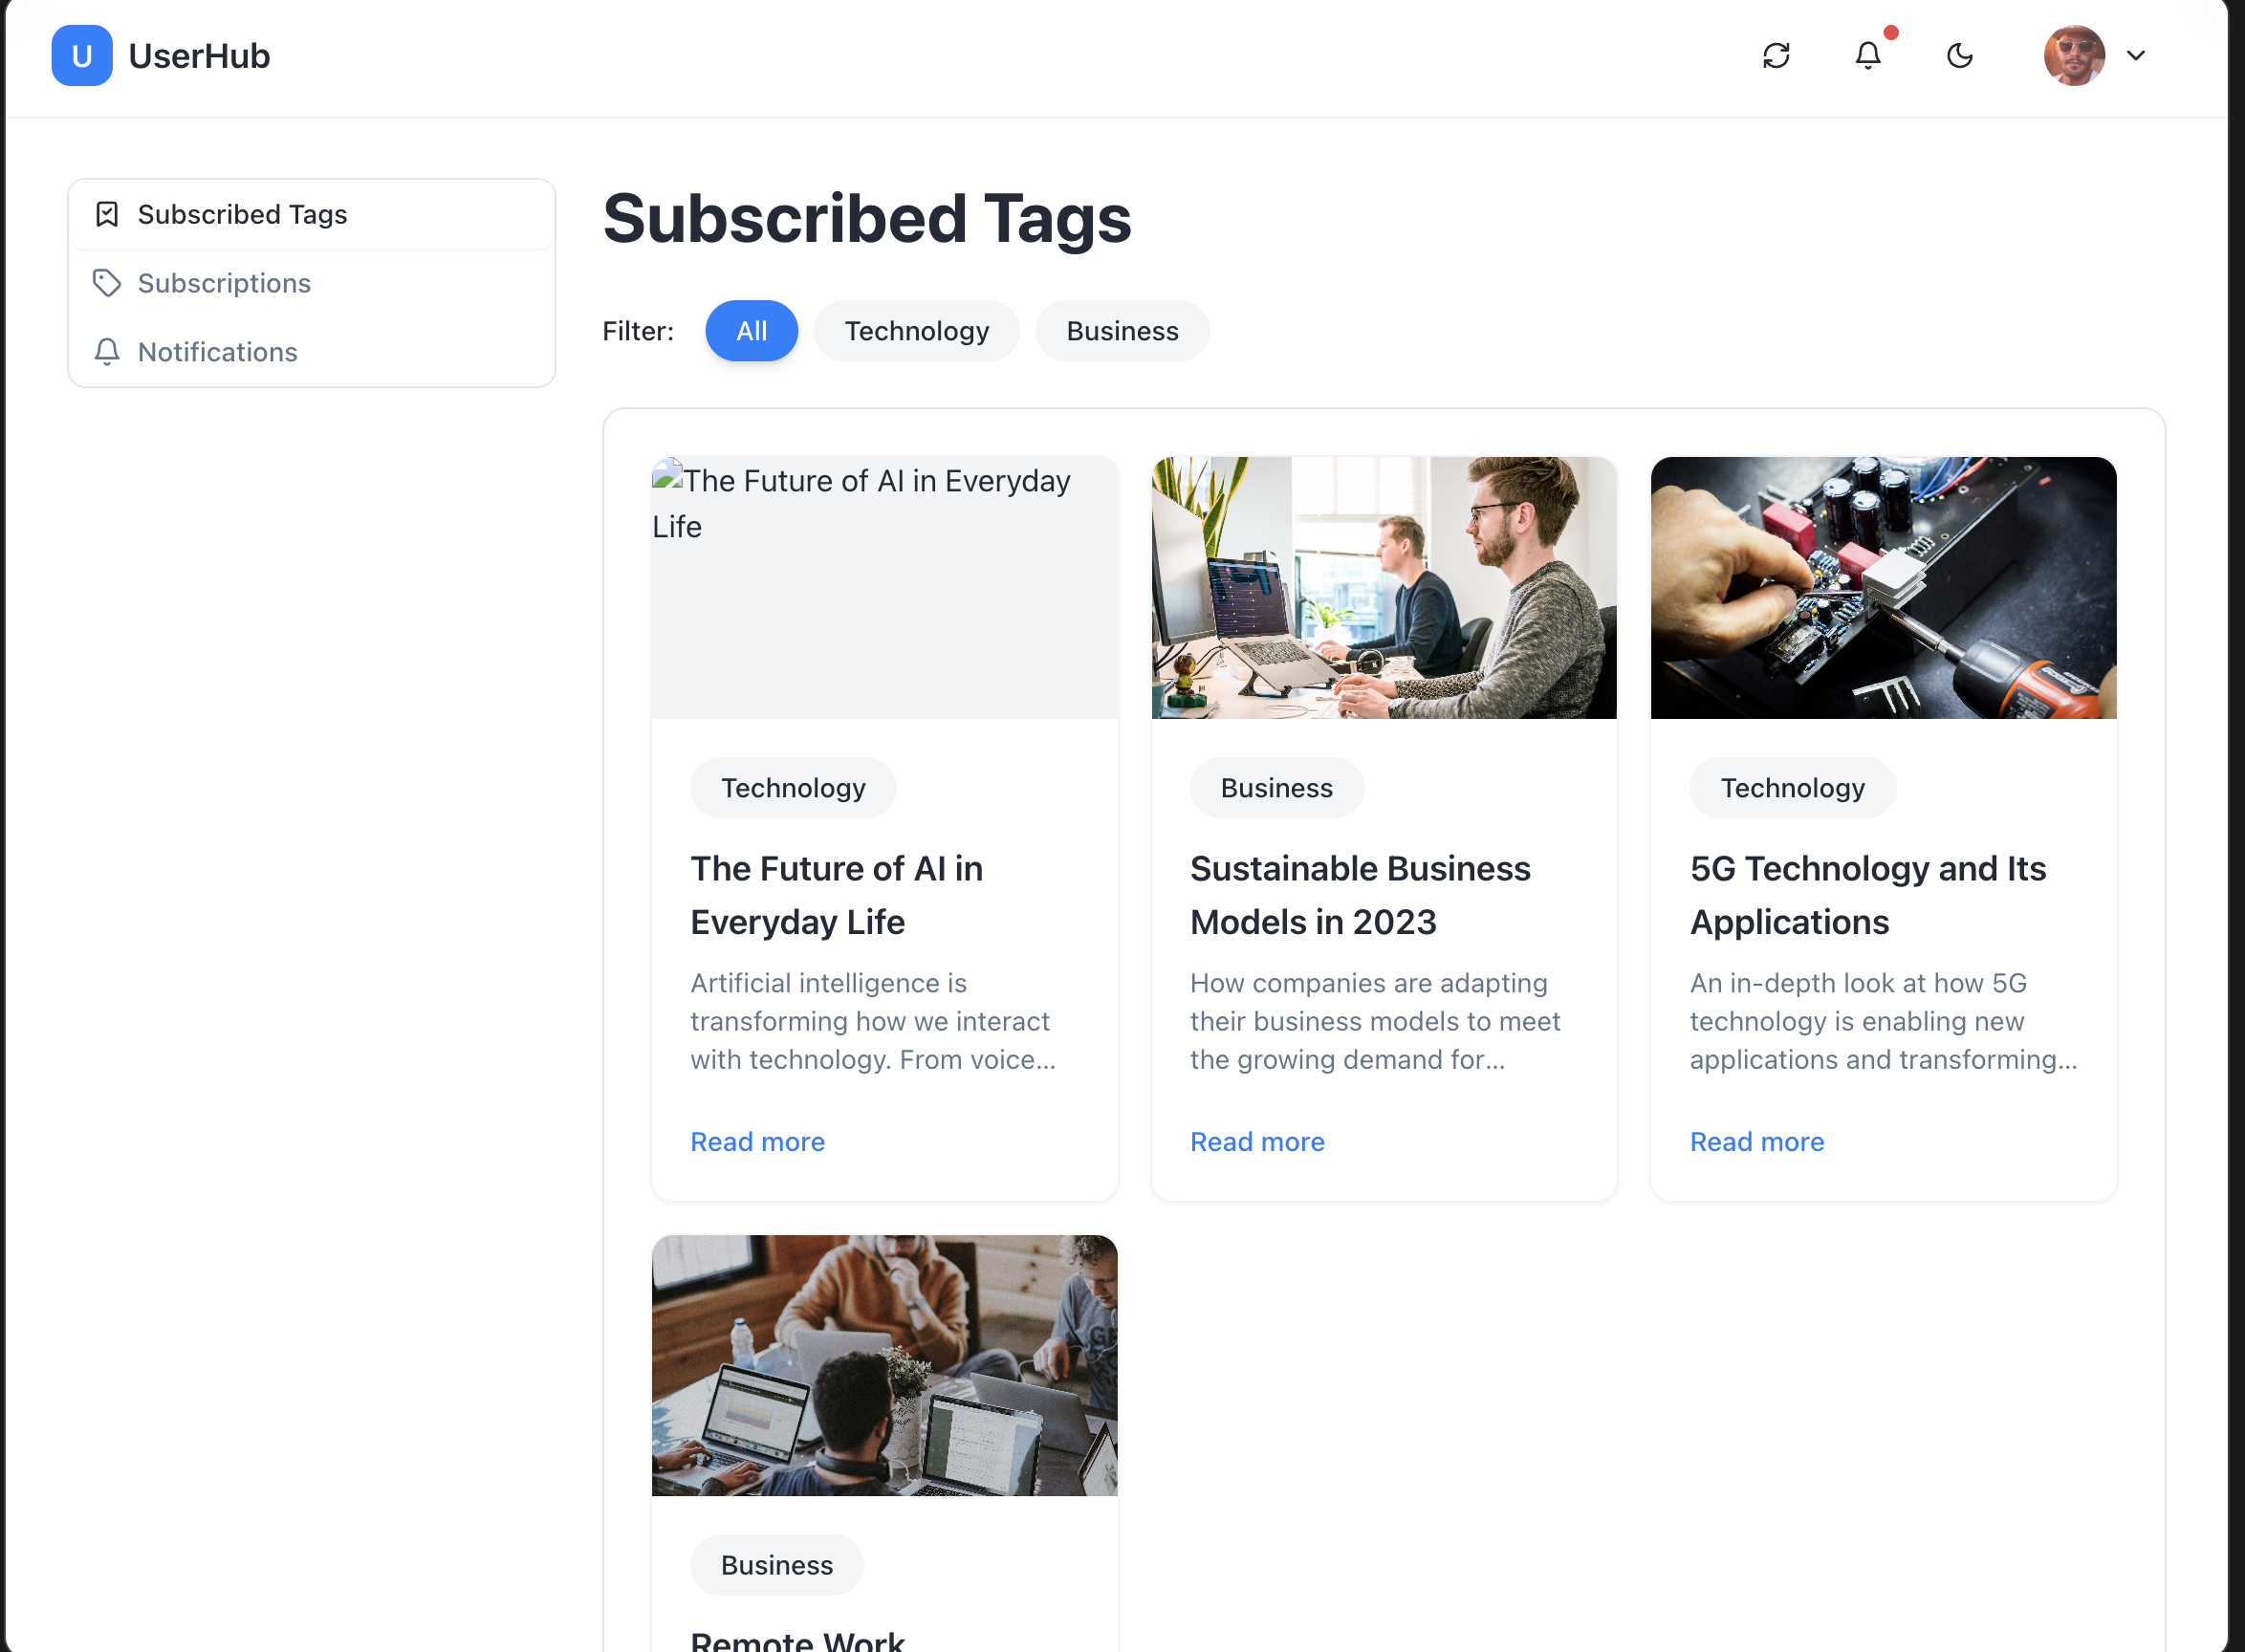 U UserHub
Subscribed Tags
Subscriptions
Notifications
Subscribed Tags
Filter: All Technology Business
The Future of AI in Everyday
Life
Technology
The Future of AI in
Everyday Life
Artificial intelligence is
transforming how we interact
with technology. From voice...
Read more
Business
Sustainable Business
Models in 2023
How companies are adapting
their business models to meet
the growing demand for...
Read more
Technology
5G Technology and Its
Applications
An in-depth look at how 5G
technology is enabling new
applications and transforming...
Read more
Business
Remote Work